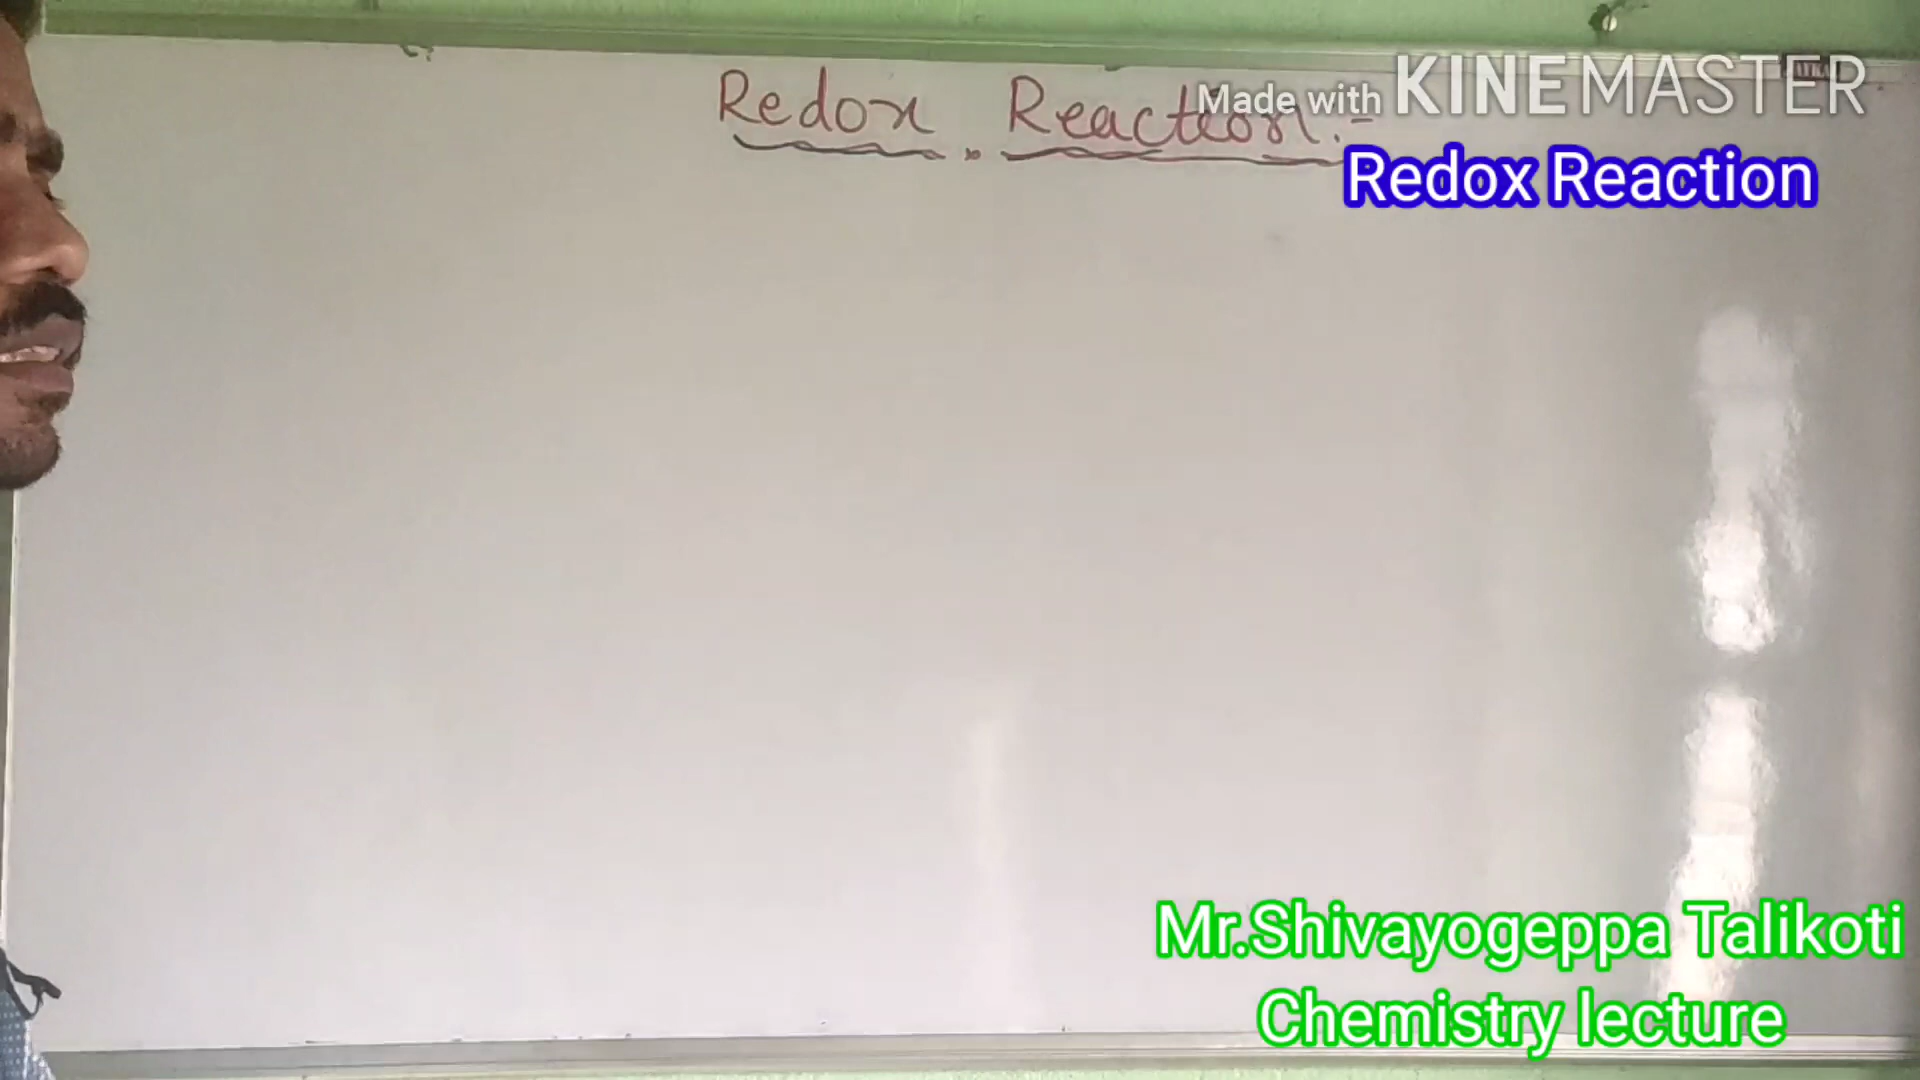 Redox Reaction:-
Made with KINEMASTER
Redox Reaction
Mr.Shivayogeppa Talikoti
Chemistry lecture